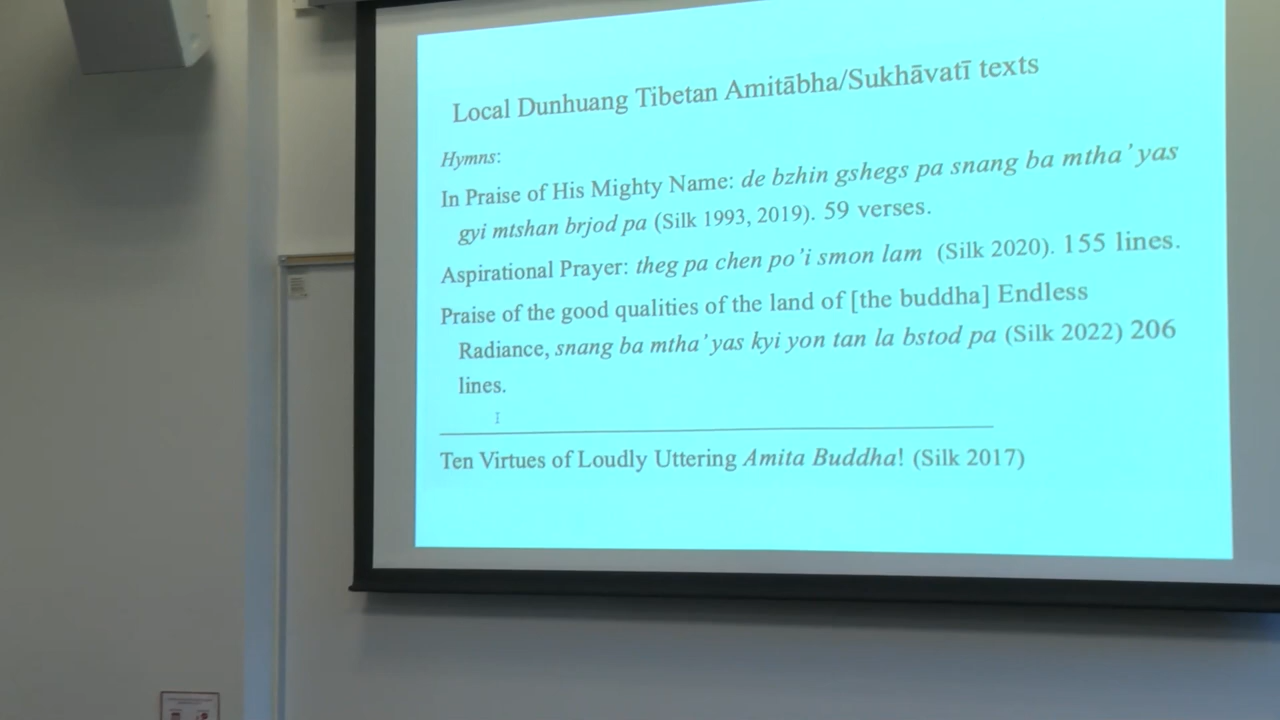 Local Dunhuang Tibetan Amitābha/Sukhāvatī texts
Hymns:
In Praise of His Mighty Name: de bzhin gshegs pa snang ba mtha’ yas
gyi mtshan brjod pa (Silk 1993, 2019). 59 verses.
Aspirational Prayer: theg pa chen po’i smon lam (Silk 2020). 155 lines.
Praise of the good qualities of the land of [the buddha] Endless
Radiance, snang ba mtha’ yas kyi yon tan la bstod pa (Silk 2022) 206
lines.
Ten Virtues of Loudly Uttering Amita Buddha! (Silk 2017)